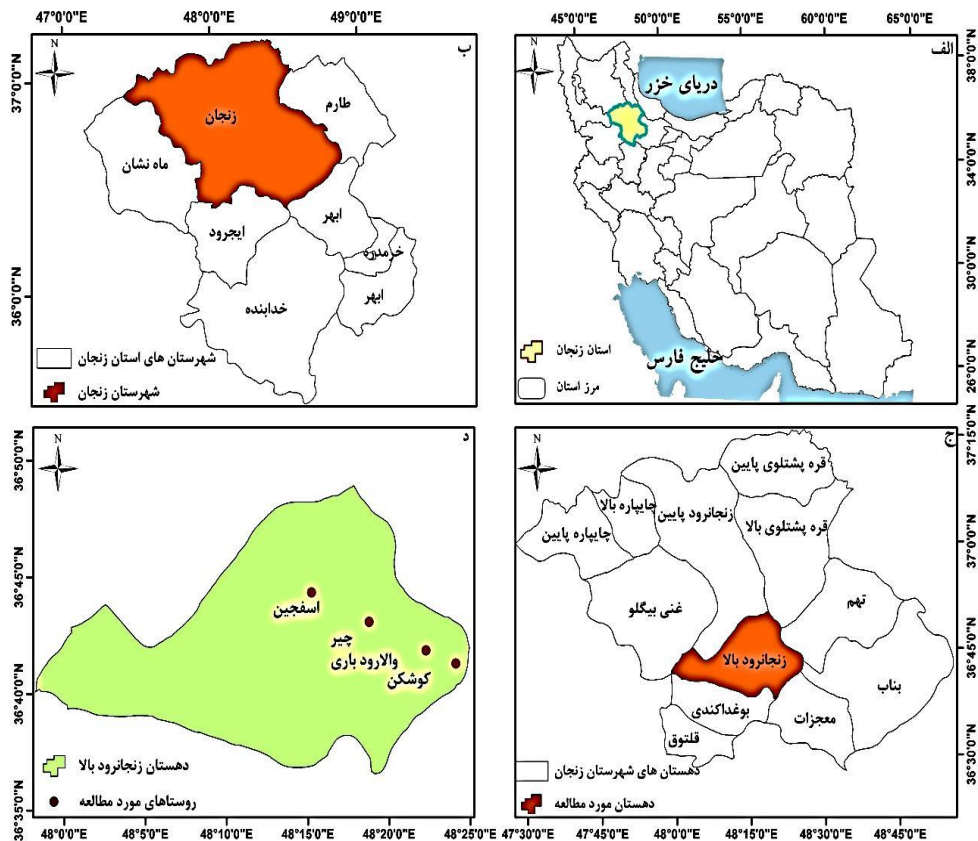 45°0'0"E 50°0'0"E 55°0'0"E 60°0'0"E 65°0'0"E
الف
N
دریای خزر
خلیج فارس
استان زنجان
مرز استان
38°0'0"N
34°0'0"N
30°0'0"N
26°0'0"N
47°0'0"E 48°0'0"E 49°0'0"E
ب
N
37°0'0"N
36°0'0"N
زنجان
طارم
ماه نشان
ابهر
ایجرود
خرمدره
ابهر
خدابنده
شهرستان های استان زنجان
شهرستان زنجان
ج
N
37°15'0"N
37°0'0"N
36°45'0"N
36°30'0"N
قره پشتلوی پایین
چایپاره بالا
زنجانرود پایین
قره پشتلوی بالا
چایپاره پایین
غنی بیگلو
تهم
زنجانرود بالا
بناب
بوغداکندی
معجزات
قلتوق
دهستان های شهرستان زنجان
دهستان مورد مطالعه
47°30'0"E 47°45'0"E 48°0'0"E 48°15'0"E 48°30'0"E 48°45'0"E
د
N
36°50'0"N
36°45'0"N
36°40'0"N
36°35'0"N
اسفجین
چیر
والارود باری
کوشکن
دهستان زنجانرود بالا
روستاهای مورد مطالعه
48°0'0"E 48°5'0"E 48°10'0"E 48°15'0"E 48°20'0"E 48°25'0"E